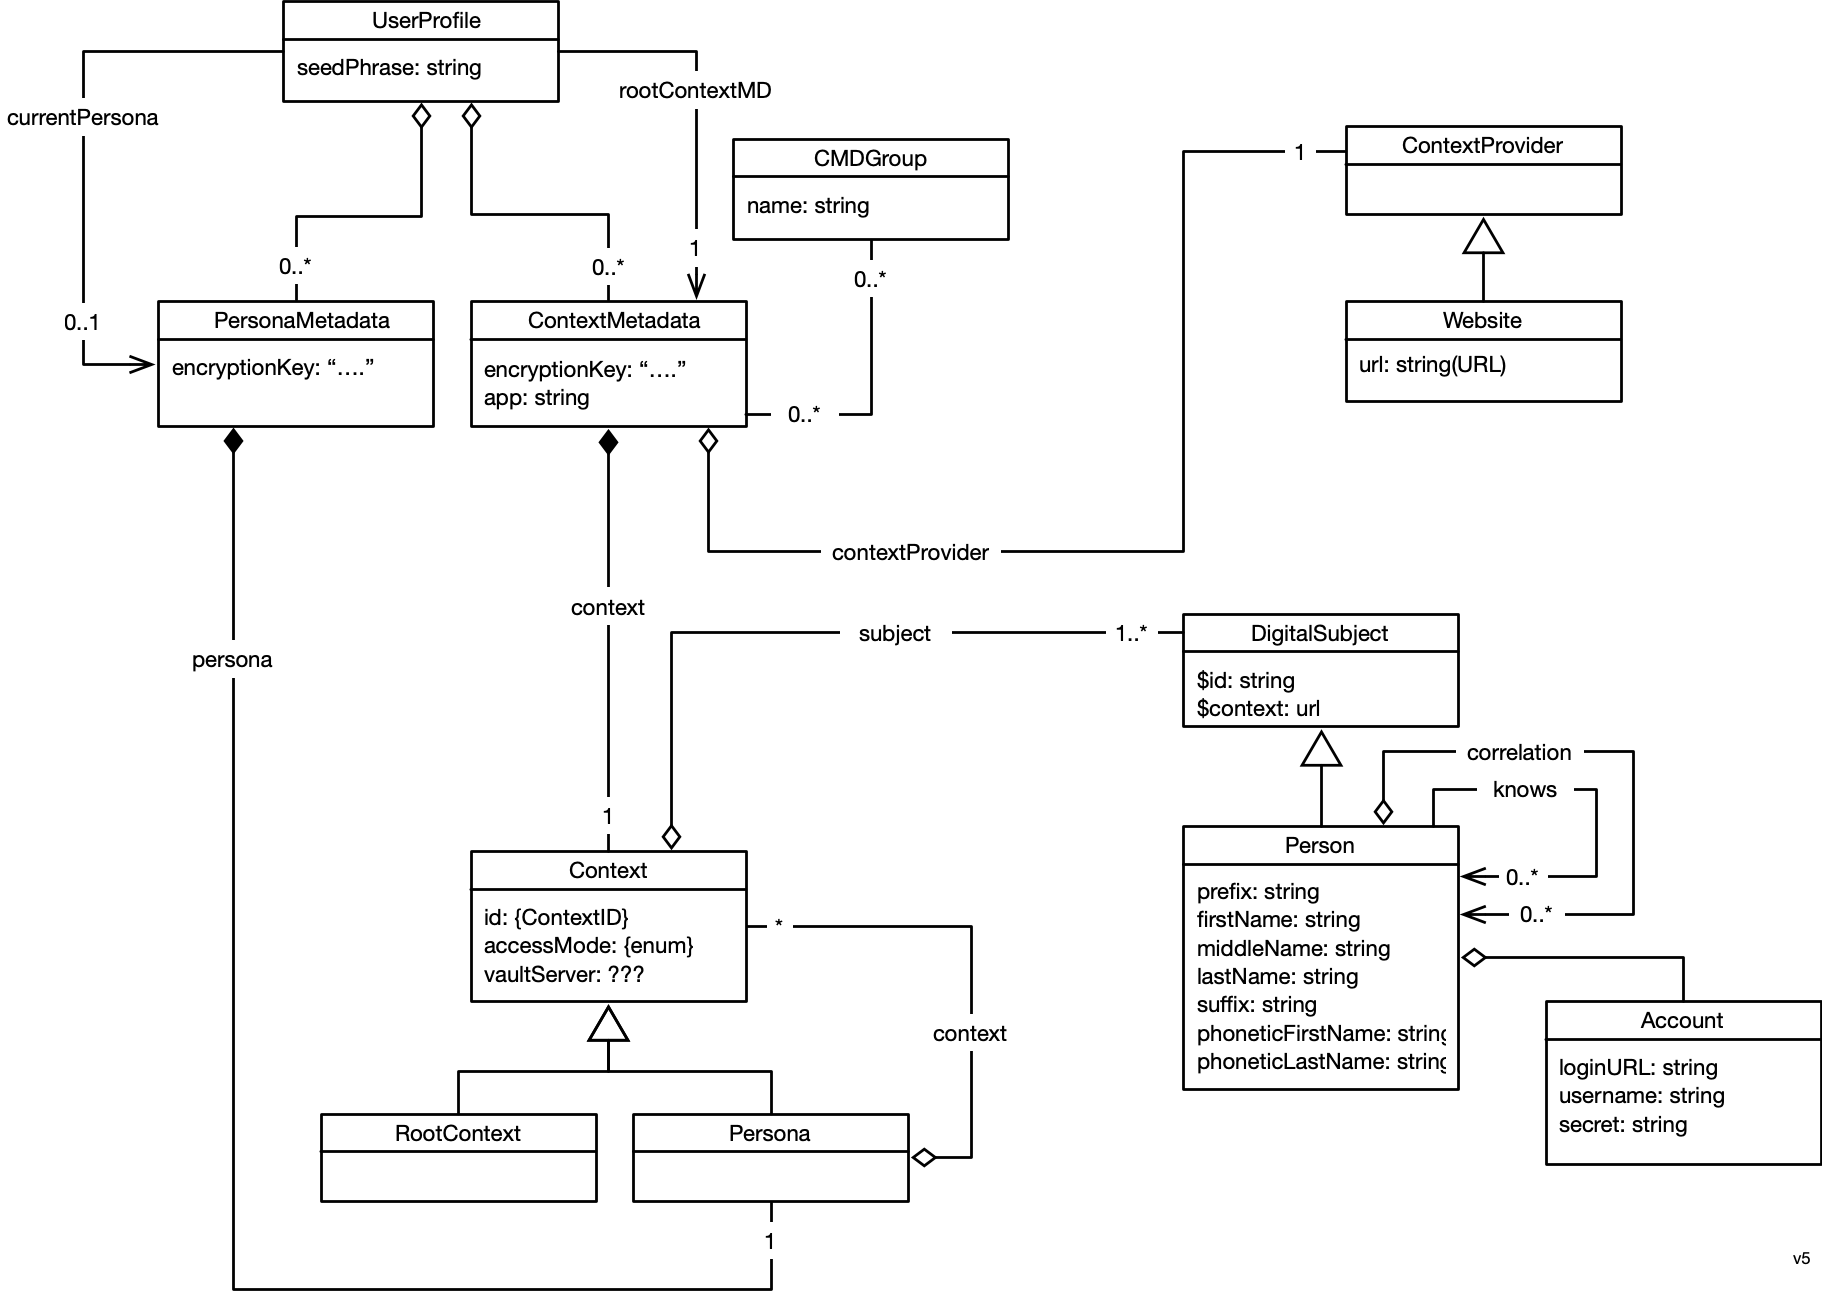 UserProfile
seedPhrase: string
currentPersona
rootContextMD
CMDGroup
name: string
ContextProvider
1
1
0..*
0..*
0..*
0..1
PersonaMetadata
encryptionKey: “....”
ContextMetadata
encryptionKey: “....”
app: string
0..*
Website
url: string(URL)
contextProvider
context
persona
subject
1..*
DigitalSubject
$id: string
$context: url
correlation
knows
1
Context
id: {ContextID}
accessMode: {enum}
vaultServer: ???
*
context
Person
prefix: string
firstName: string
middleName: string
lastName: string
suffix: string
phoneticFirstName: string
phoneticLastName: string
0..*
0..*
Account
loginURL: string
username: string
secret: string
RootContext
Persona
1
v5